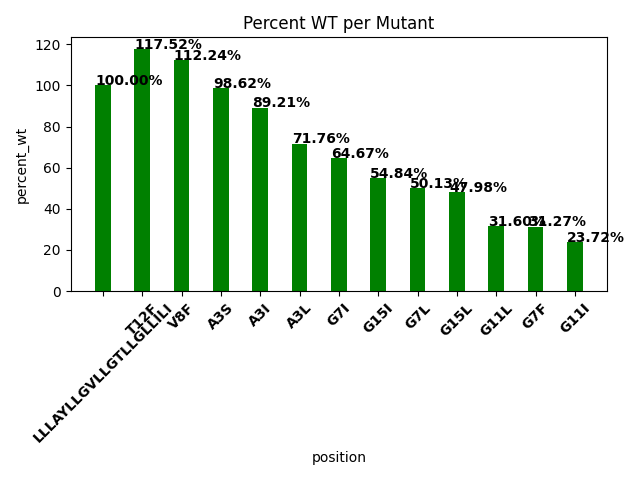 Percent WT per Mutant
percent_wt
120
100
80
60
40
20
0
100.00%
117.52%
112.24%
98.62%
89.21%
71.76%
64.67%
54.84%
50.13%
47.98%
31.60%
31.27%
23.72%
LLLAYLLGVLLGTLLGLLILI
T12F
V8F
A3S
A3I
A3L
G7I
G15I
G7L
G15L
G11L
G7F
G11I
position